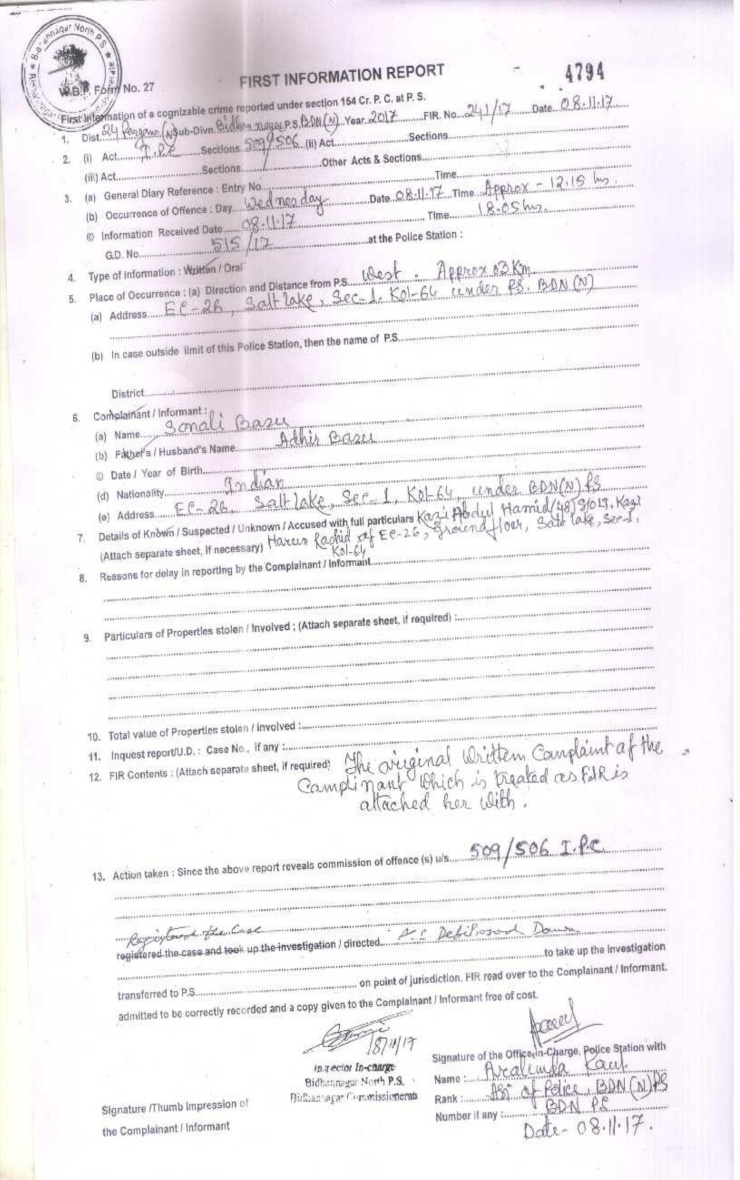 Bidhannagar North P.S.
W.B.P. Form No. 27
FIRST INFORMATION REPORT
4794
First Information of a cognizable crime reported under section 154 Cr. P. C. at P. S.
1. Dist 24 Parganas (N) Sub-Divn. Bidhan nagar P.S. BDN(N) Year 2017 FIR. No. 241/17 Date 08.11.17
2. (i) Act I.P.C Sections 509/506 (ii) Act Sections
(iii) Act Sections Other Acts & Sections
3. (a) General Diary Reference : Entry No Time
(b) Occurrence of Offence : Day Wednesday Date 08.11.17 Time Approx - 12.15 hrs.
© Information Received Date 08.11.17 Time 18.05 hrs.
G.D. No. 515/17 at the Police Station :
4. Type of information : Written / Oral
5. Place of Occurrence : (a) Direction and Distance from P.S. West. Approx 03 Km
(a) Address EC-26, Salt lake, Sec-1, Kol-64 under PS. BDN (N)
(b) In case outside limit of this Police Station, then the name of P.S.
District
6. Complainant / Informant :
(a) Name Sonali Basu
(b) Father's / Husband's Name Adhir Basu
© Date / Year of Birth
(d) Nationality Indian
(e) Address EC-26, Salt lake, Sec-1, Kol-64, under BDN(N) PS
7. Details of Known / Suspected / Unknown / Accused with full particulars Kazi Abdul Hamid (48) S/O Lt. Kazi
(Attach separate sheet, if necessary) Harun Rashid of EC-26, Ground floor, Salt lake, Sec-1,
Kol-64
8. Reasons for delay in reporting by the Complainant / Informant
9. Particulars of Properties stolen / Involved ; (Attach separate sheet, if required) :
10. Total value of Properties stolen / Involved :
11. Inquest report/U.D. : Case No., if any :
12. FIR Contents : (Attach separate sheet, if required) The original Written Complaint of the
Complinant which is treated as FIR is
attached her with.
13. Action taken : Since the above report reveals commission of offence (s) u/s 509/506 I.P.C
Registered the Case
registered the case and took up the investigation / directed
to take up the investigation
transferred to P.S. on point of jurisdiction. FIR read over to the Complainant / Informant.
admitted to be correctly recorded and a copy given to the Complainant / Informant free of cost.
8/11/17
Inspector In-charge
Bidhannagar North P.S.
Bidhannagar Commissionerate
Signature of the Officer-in-Charge, Police Station with
Name :
Rank : ASI of Police, BDN (N) PS
Number if any : BDN PS
Date - 08.11.17.
Signature /Thumb Impression of
the Complainant / Informant